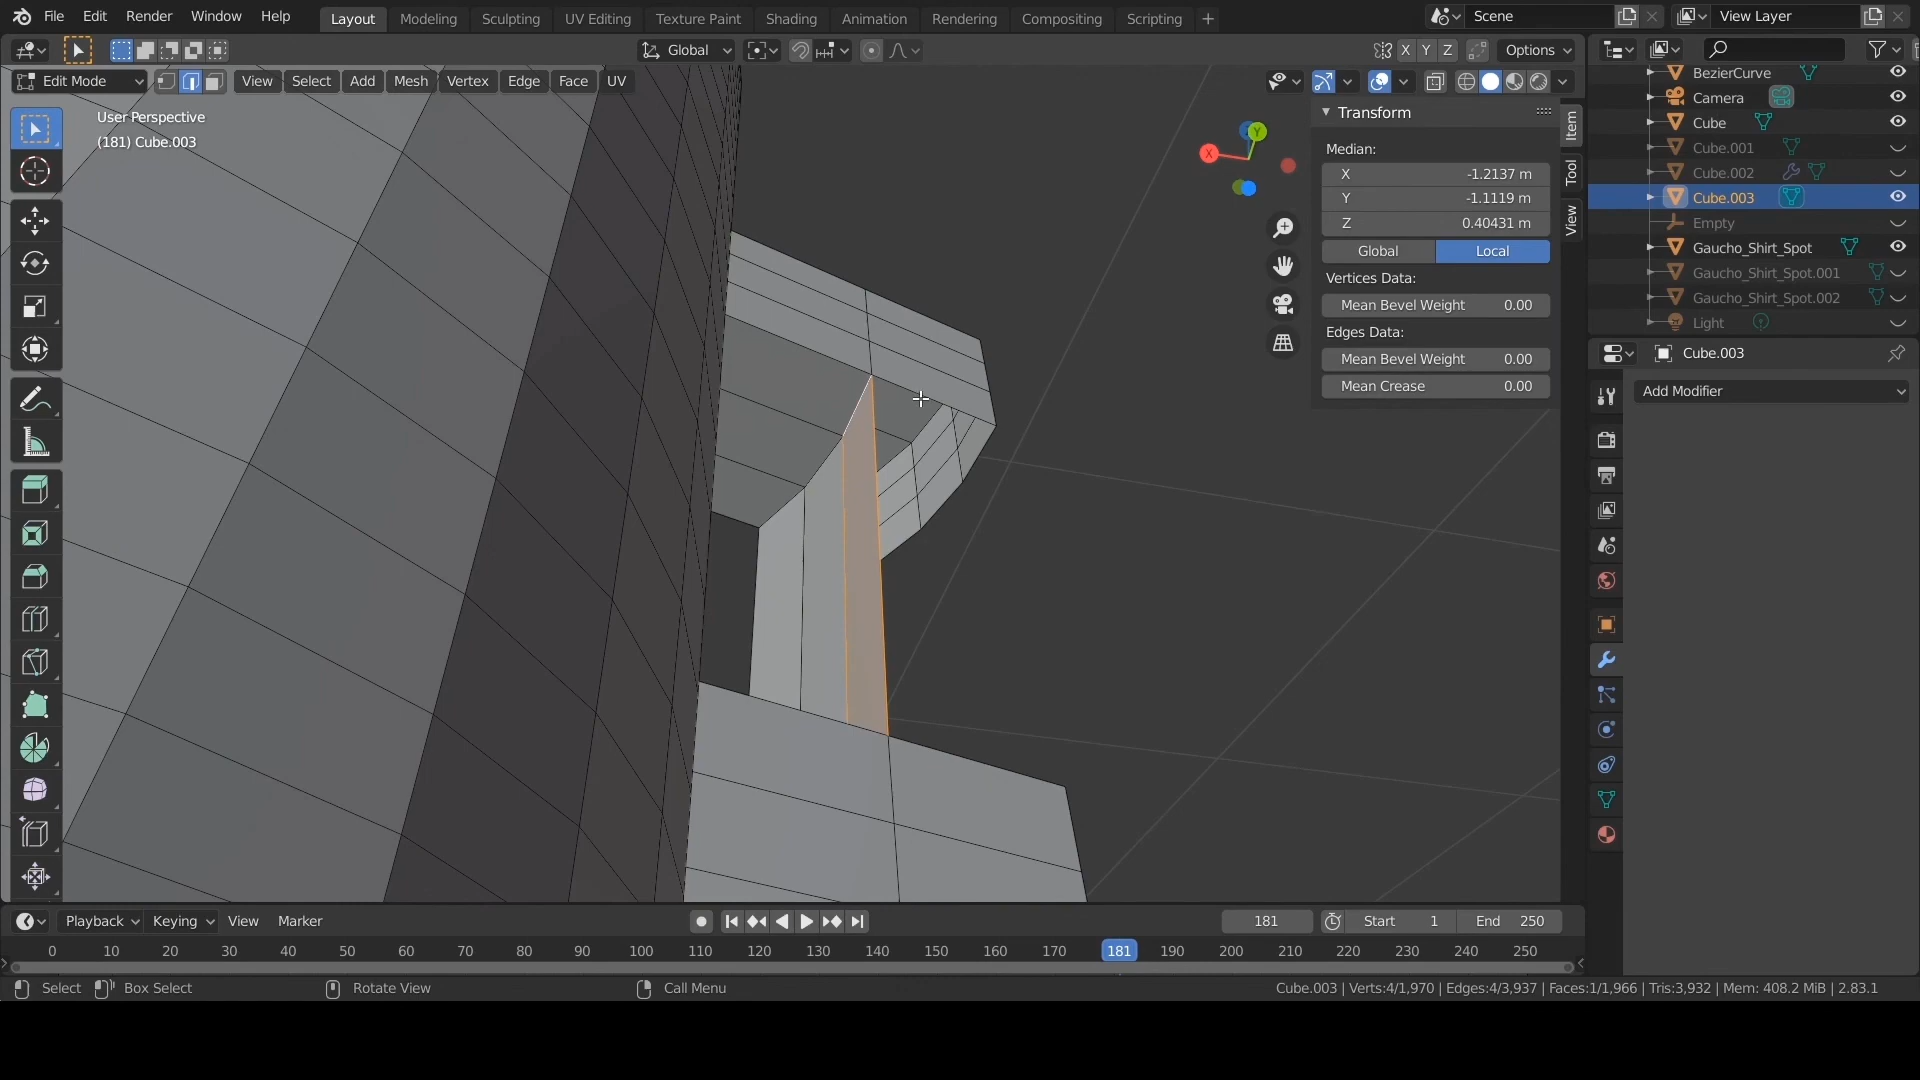 File Edit Render Window Help Layout Modeling Sculpting UV Editing Texture Paint Shading Animation Rendering Compositing Scripting + Scene View Layer
Global Options X Y Z
Edit Mode View Select Add Mesh Vertex Edge Face UV
User Perspective
(181) Cube.003
X
Y
Transform
Median:
X -1.2137 m
Y -1.1119 m
Z 0.40431 m
Global Local
Vertices Data:
Mean Bevel Weight 0.00
Edges Data:
Mean Bevel Weight 0.00
Mean Crease 0.00
Item
Tool
View
BezierCurve
Camera
Cube
Cube.001
Cube.002
Cube.003
Empty
Gaucho_Shirt_Spot
Gaucho_Shirt_Spot.001
Gaucho_Shirt_Spot.002
Light
Cube.003
Add Modifier
Playback Keying View Marker 181 Start 1 End 250
0 10 20 30 40 50 60 70 80 90 100 110 120 130 140 150 160 170 181 190 200 210 220 230 240 250
Select Box Select Rotate View Call Menu Cube.003 | Verts:4/1,970 | Edges:4/3,937 | Faces:1/1,966 | Tris:3,932 | Mem: 408.2 MiB | 2.83.1